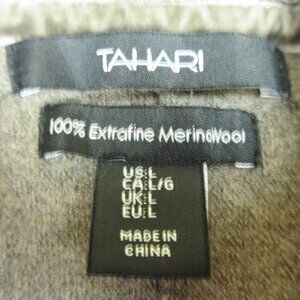 TAHARI
100% Extrafine MerinoWool
US:L
CA:L/G
UK:L
EU:L
MADE IN
CHINA